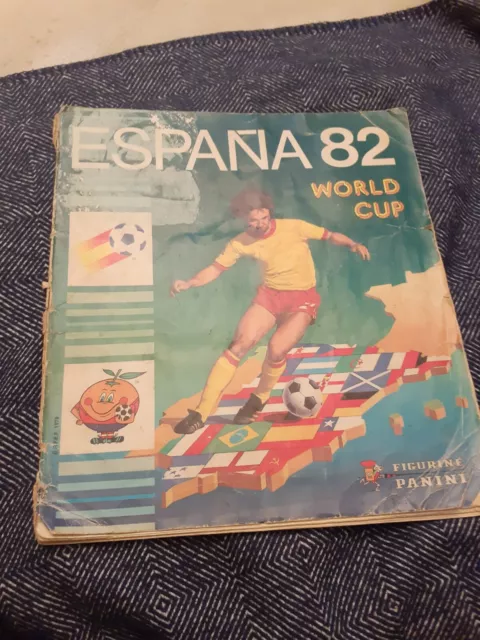 ESPAÑA 82
WORLD
CUP
FIGURINE
PANINI